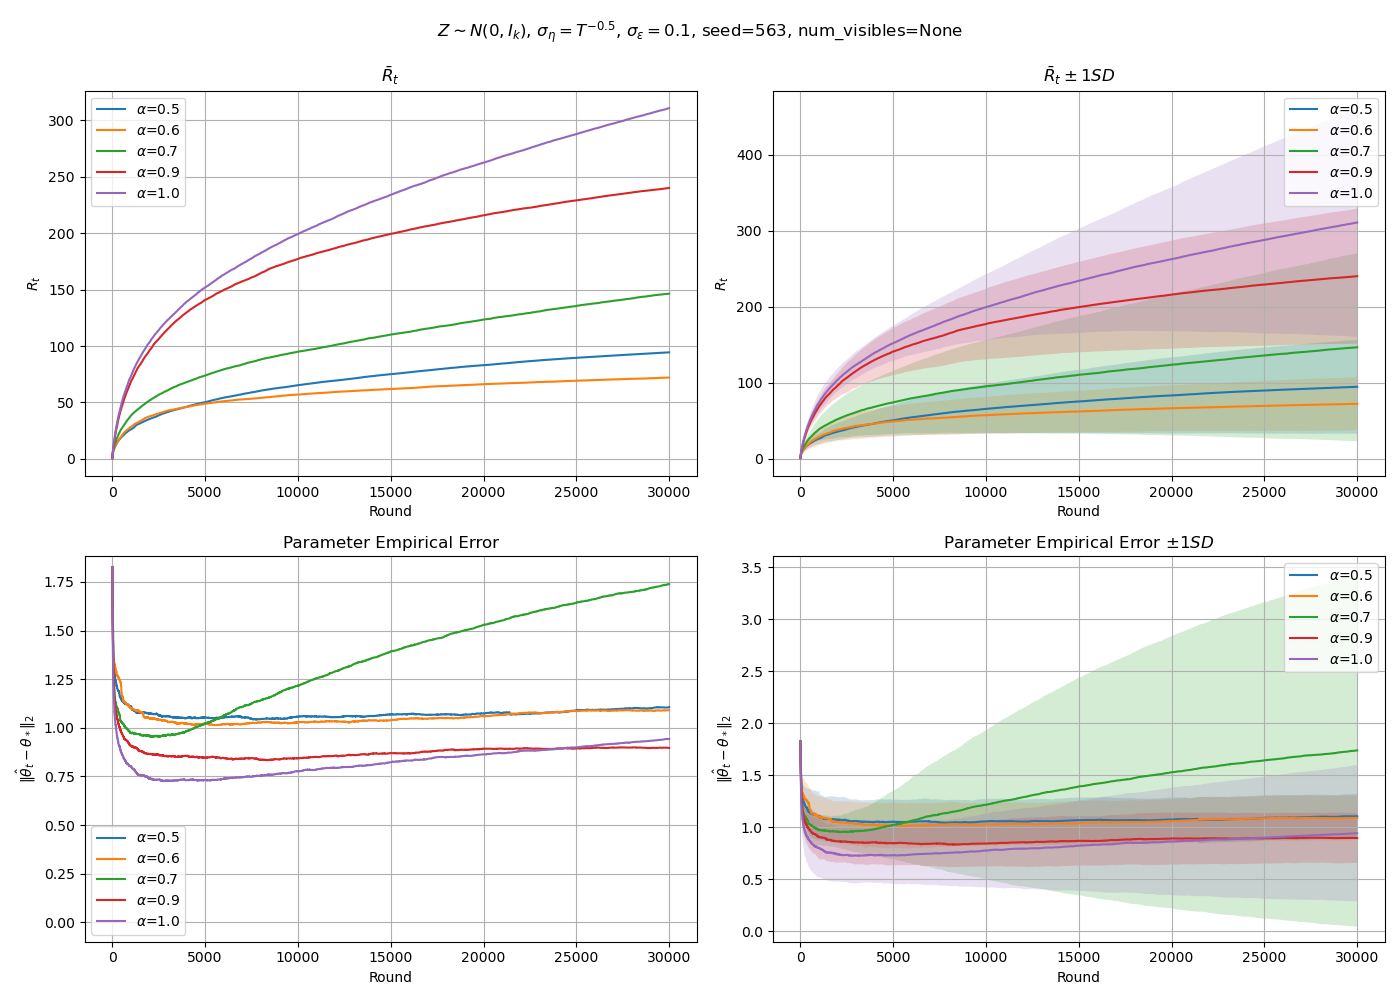 Z ~ N(0, I_k), σ_η = T^{-0.5}, σ_ε = 0.1, seed=563, num_visibles=None
R̄_t
R_t
300
250
200
150
100
50
0
α=0.5
α=0.6
α=0.7
α=0.9
α=1.0
0 5000 10000 15000 20000 25000 30000
Round
R̄_t ± 1SD
R_t
400
300
200
100
0
α=0.5
α=0.6
α=0.7
α=0.9
α=1.0
0 5000 10000 15000 20000 25000 30000
Round
Parameter Empirical Error
‖θ̂_t − θ_*‖_2
1.75
1.50
1.25
1.00
0.75
0.50
0.25
0.00
α=0.5
α=0.6
α=0.7
α=0.9
α=1.0
0 5000 10000 15000 20000 25000 30000
Round
Parameter Empirical Error ±1SD
‖θ̂_t − θ_*‖_2
3.5
3.0
2.5
2.0
1.5
1.0
0.5
0.0
α=0.5
α=0.6
α=0.7
α=0.9
α=1.0
0 5000 10000 15000 20000 25000 30000
Round